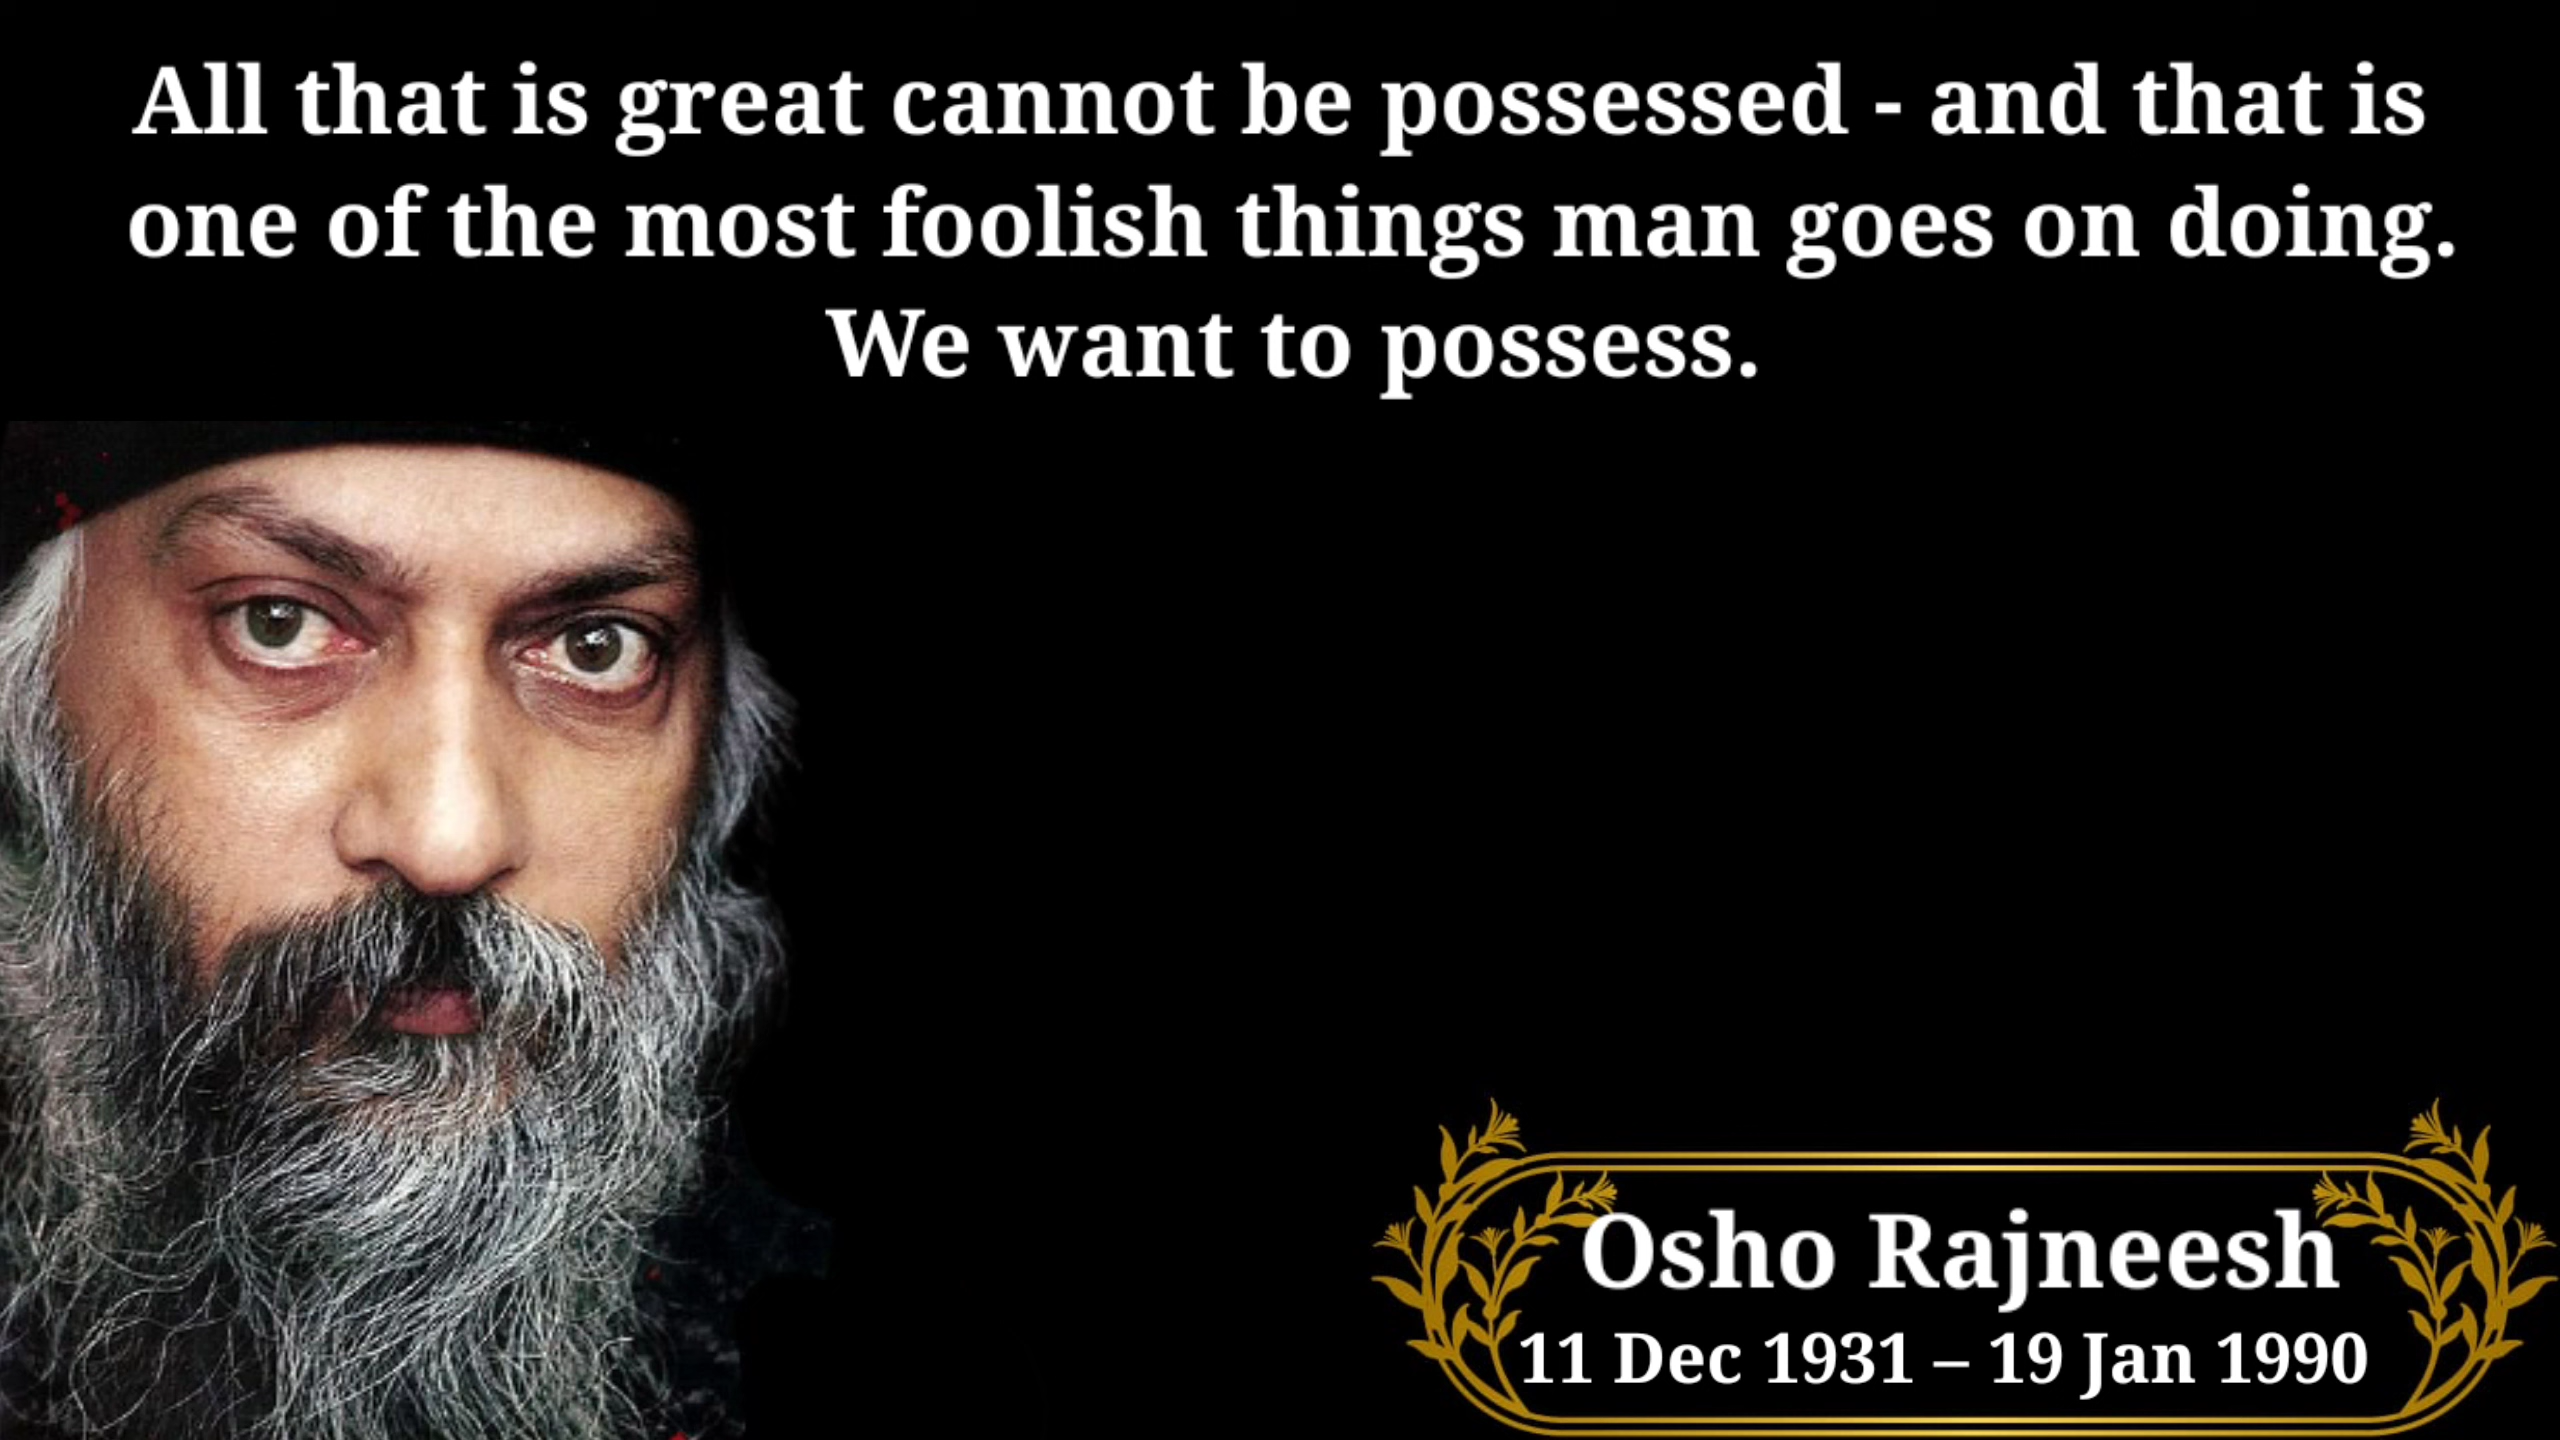 All that is great cannot be possessed - and that is
one of the most foolish things man goes on doing.
We want to possess.
Osho Rajneesh
11 Dec 1931 – 19 Jan 1990